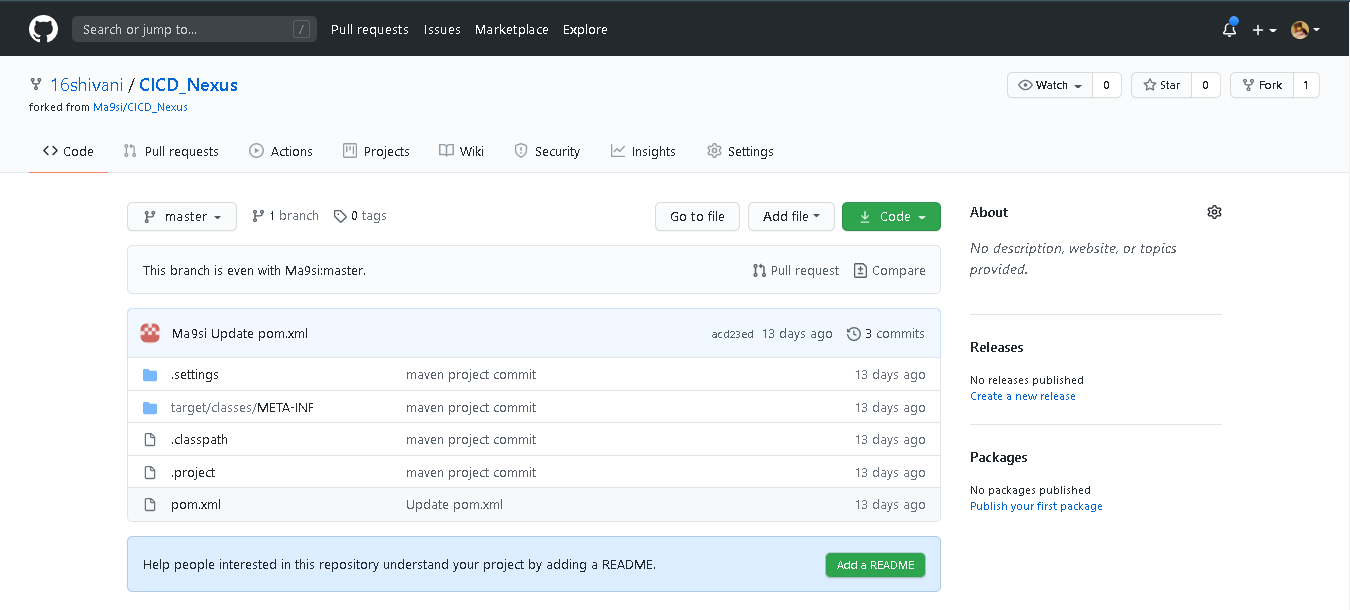 Search or jump to... / Pull requests Issues Marketplace Explore
16shivani / CICD_Nexus Watch 0 Star 0 Fork 1
forked from Ma9si/CICD_Nexus
Code Pull requests Actions Projects Wiki Security Insights Settings
master 1 branch 0 tags Go to file Add file Code
About
No description, website, or topics
provided.
This branch is even with Ma9si:master. Pull request Compare
Ma9si Update pom.xml acd23ed 13 days ago 3 commits
.settings maven project commit 13 days ago
target/classes/META-INF maven project commit 13 days ago
.classpath maven project commit 13 days ago
.project maven project commit 13 days ago
pom.xml Update pom.xml 13 days ago
Releases
No releases published
Create a new release
Packages
No packages published
Publish your first package
Help people interested in this repository understand your project by adding a README. Add a README